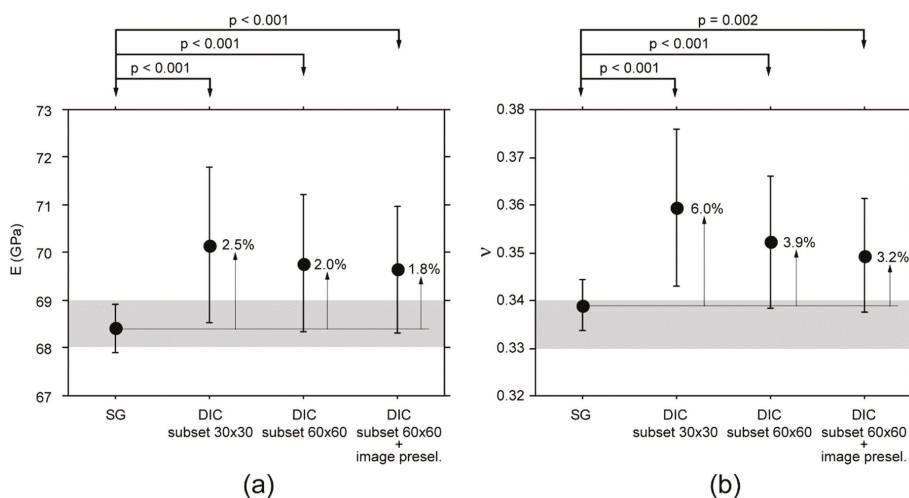 p < 0.001
p < 0.001
p < 0.001
73
72
71
70
69
68
67
E (GPa)
2.5%
2.0%
1.8%
SG
DIC
subset 30x30
DIC
subset 60x60
DIC
subset 60x60
+
image presel.
(a)
p = 0.002
p < 0.001
p < 0.001
0.38
0.37
0.36
0.35
0.34
0.33
0.32
ν
6.0%
3.9%
3.2%
SG
DIC
subset 30x30
DIC
subset 60x60
DIC
subset 60x60
+
image presel.
(b)